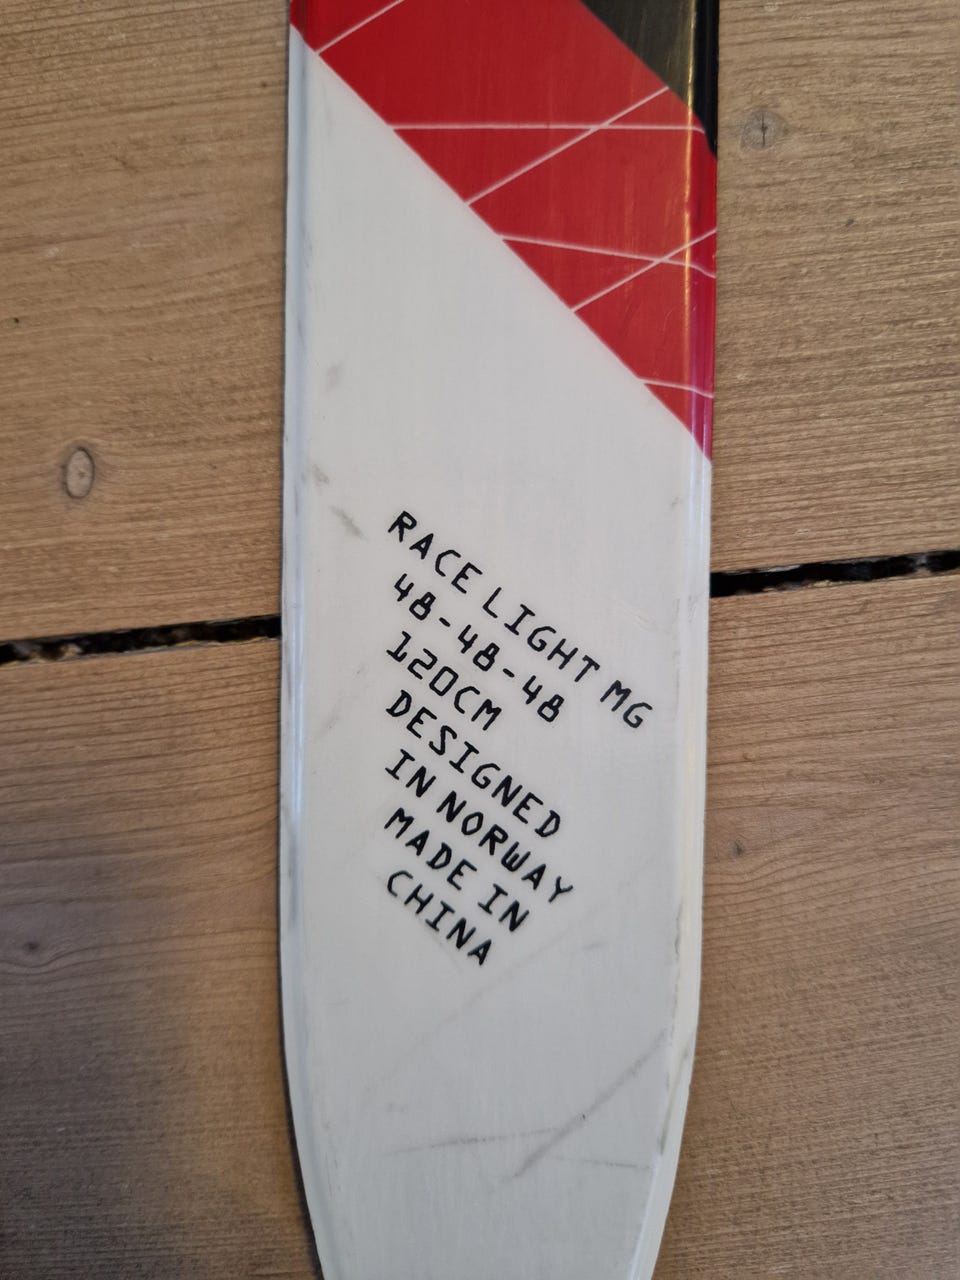 RACE LIGHT MG
48-48-48
120CM
DESIGNED
IN NORWAY
MADE IN
CHINA